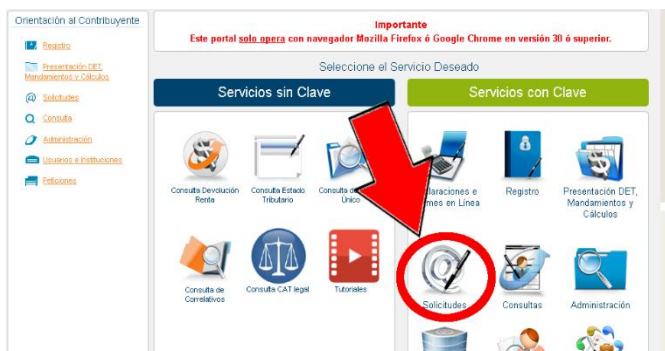 Orientación al Contribuyente
Registro
Presentación DET,
Mandamientos y Cálculos
Solicitudes
Consulta
Administración
Usuarios e Instituciones
Peticiones
Importante
Este portal solo opera con navegador Mozilla Firefox ó Google Chrome en versión 30 ó superior.
Seleccione el Servicio Deseado
Servicios sin Clave
Servicios con Clave
Consulta Devolución
Renta
Consulta Estado
Tributario
Consulta
Único
Declaraciones e
en Línea
Registro
Presentación DET,
Mandamientos y
Cálculos
Consulta de
Correlativos
Consulta CAT legal
Tutoriales
Solicitudes
Consultas
Administración